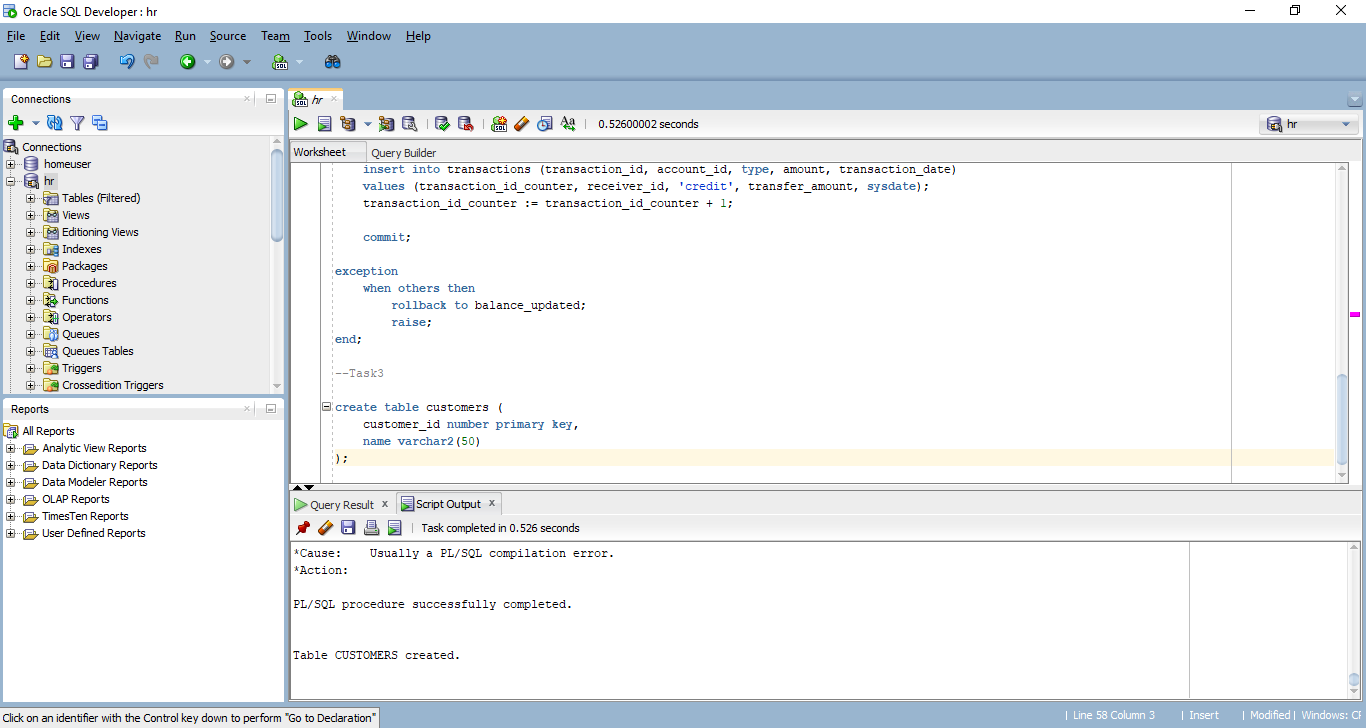 Oracle SQL Developer : hr
File Edit View Navigate Run Source Team Tools Window Help
Connections
Connections
homeuser
hr
Tables (Filtered)
Views
Editioning Views
Indexes
Packages
Procedures
Functions
Operators
Queues
Queues Tables
Triggers
Crossedition Triggers
Reports
All Reports
Analytic View Reports
Data Dictionary Reports
Data Modeler Reports
OLAP Reports
TimesTen Reports
User Defined Reports
hr
0.52600002 seconds
hr
Worksheet Query Builder
insert into transactions (transaction_id, account_id, type, amount, transaction_date)
values (transaction_id_counter, receiver_id, 'credit', transfer_amount, sysdate);
transaction_id_counter := transaction_id_counter + 1;
commit;
exception
when others then
rollback to balance_updated;
raise;
end;
--Task3
create table customers (
customer_id number primary key,
name varchar2(50)
);
Query Result x Script Output x
Task completed in 0.526 seconds
*Cause: Usually a PL/SQL compilation error.
*Action:
PL/SQL procedure successfully completed.
Table CUSTOMERS created.
Click on an identifier with the Control key down to perform "Go to Declaration"
Line 58 Column 3 | Insert | Modified | Windows: CF